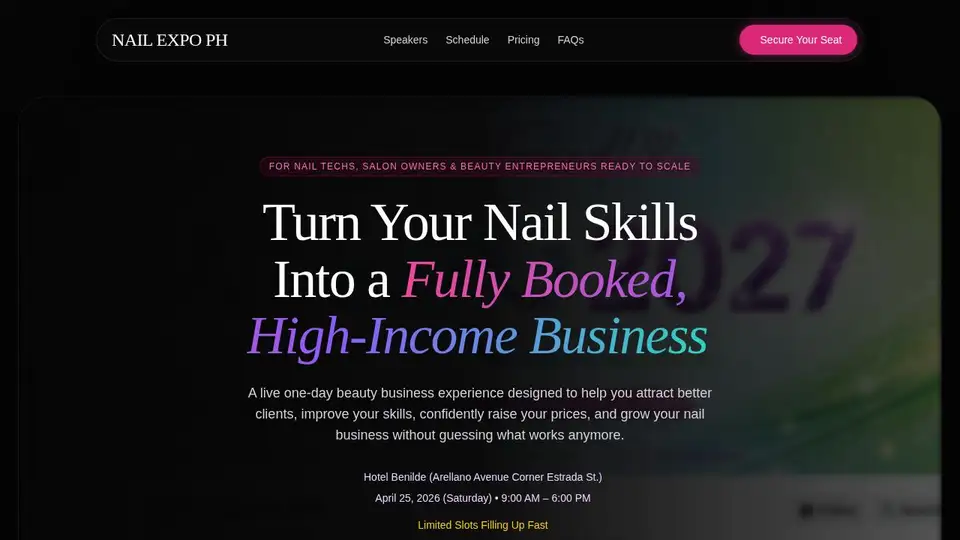 NAIL EXPO PH
Speakers
Schedule
Pricing
FAQs
Secure Your Seat
FOR NAIL TECHS, SALON OWNERS & BEAUTY ENTREPRENEURS READY TO SCALE
Turn Your Nail Skills
Into a Fully Booked,
High-Income Business
2027
A live one-day beauty business experience designed to help you attract better
clients, improve your skills, confidently raise your prices, and grow your nail
business without guessing what works anymore.
Hotel Benilde (Arellano Avenue Corner Estrada St.)
April 25, 2026 (Saturday) • 9:00 AM – 6:00 PM
Limited Slots Filling Up Fast